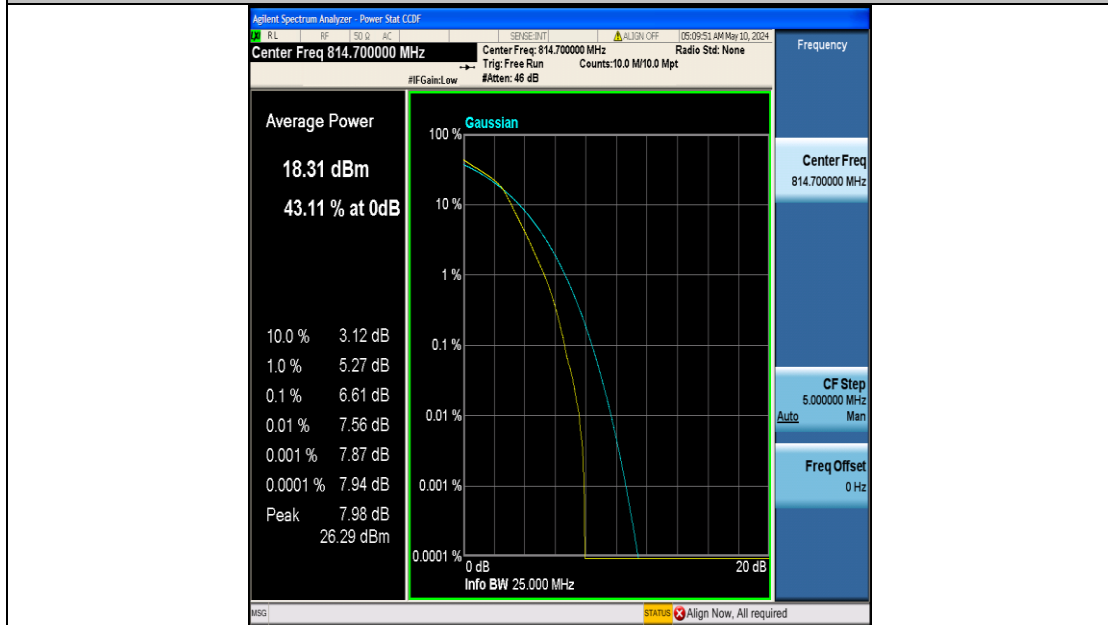 Agilent Spectrum Analyzer - Power Stat CCDF
RL RF 50 Ω AC SENSE:INT ALIGN OFF 05:09:51 AM May 10, 2024
Center Freq 814.700000 MHz
Center Freq: 814.700000 MHz
Radio Std: None
Trig: Free Run
Counts:10.0 M/10.0 Mpt
#IFGain:Low
#Atten: 46 dB
Frequency
Average Power
18.31 dBm
43.11 % at 0dB
10.0 % 3.12 dB
1.0 % 5.27 dB
0.1 % 6.61 dB
0.01 % 7.56 dB
0.001 % 7.87 dB
0.0001 % 7.94 dB
Peak 7.98 dB
26.29 dBm
Gaussian
100 %
10 %
1 %
0.1 %
0.01 %
0.001 %
0.0001 %
0 dB
20 dB
Info BW 25.000 MHz
Center Freq
814.700000 MHz
CF Step
5.000000 MHz
Auto Man
Freq Offset
0 Hz
MSG
STATUS Align Now, All required